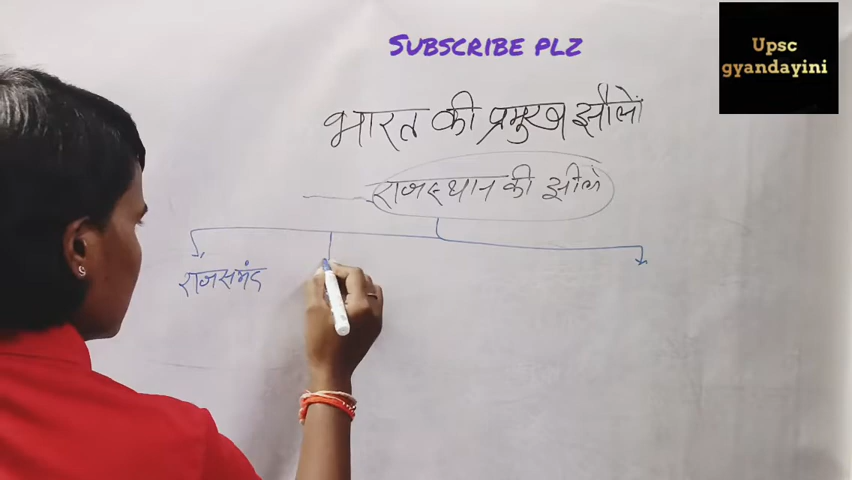 SUBSCRIBE PLZ
Upsc
gyandayini
भारत की प्रमुख झीलें
राजस्थान की झीलें
राजसमंद